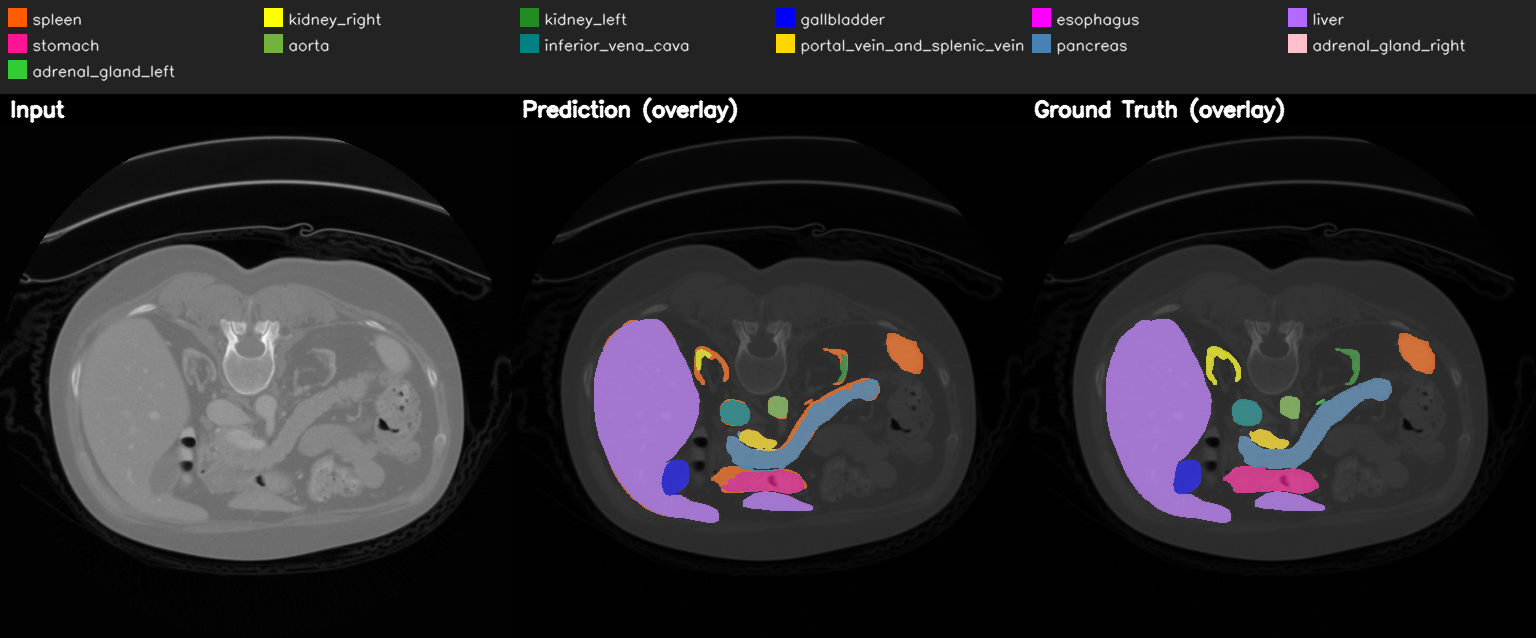 spleen kidney_right kidney_left gallbladder esophagus liver
stomach aorta inferior_vena_cava portal_vein_and_splenic_vein pancreas adrenal_gland_right
adrenal_gland_left
Input Prediction (overlay) Ground Truth (overlay)